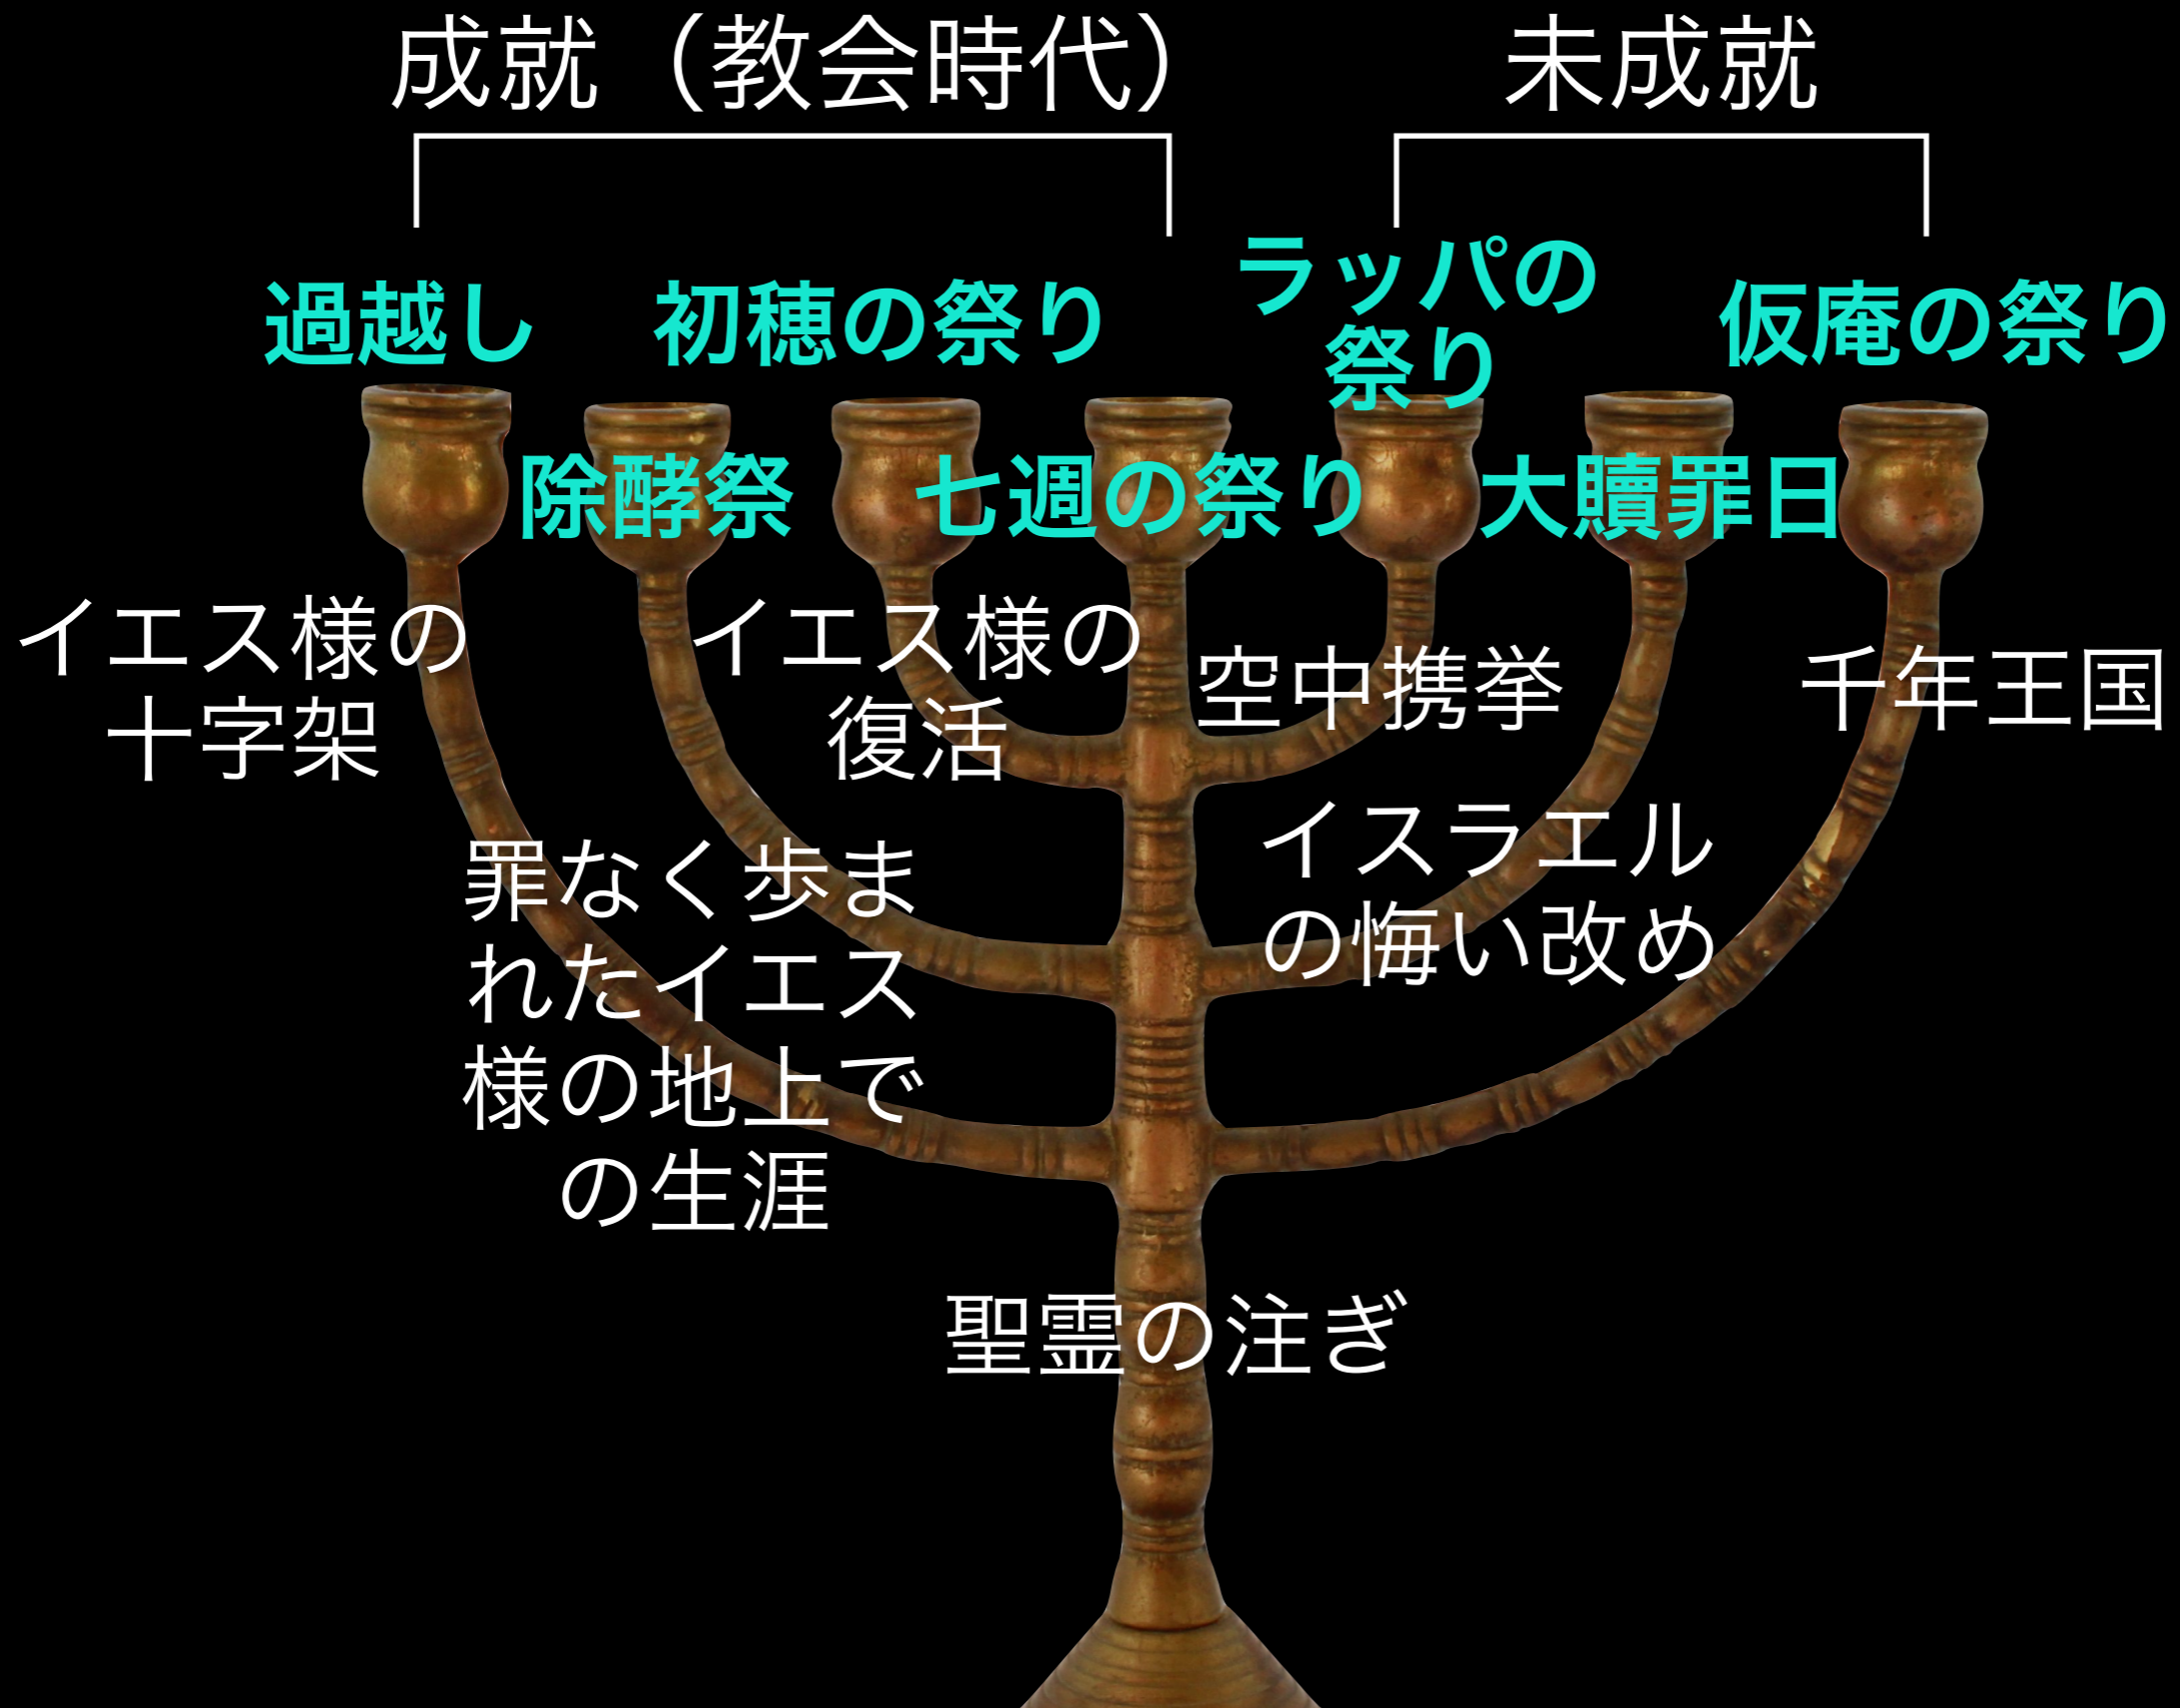 成就（教会時代）
未成就
過越し
初穂の祭り
ラッパの
祭り
仮庵の祭り
除酵祭
七週の祭り
大贖罪日
イエス様の
十字架
イエス様の
復活
空中携挙
千年王国
罪なく歩ま
れたイエス
様の地上で
の生涯
イスラエル
の悔い改め
聖霊の注ぎ